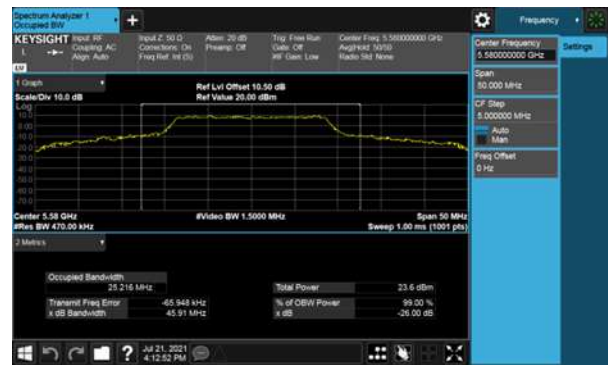 Spectrum Analyzer 1
Occupied BW
Frequency
KEYSIGHT Input: RF
Coupling: AC
Align: Auto
Input Z: 50 Ω
Corrections: On
Freq Ref: Int (S)
Atten: 20 dB
Preamp: Off
Trig: Free Run
Gate: Off
#IF Gain: Low
Center Freq: 5.580000000 GHz
Avg|Hold: 50/50
Radio Std: None
Center Frequency
5.580000000 GHz
Settings
Span
50.000 MHz
CF Step
5.000000 MHz
Auto
Man
Freq Offset
0 Hz
1 Graph
Scale/Div 10.0 dB
Ref Lvl Offset 10.50 dB
Ref Value 20.00 dBm
Log
10.0
0.00
-10.0
-20.0
-30.0
-40.0
-50.0
-60.0
-70.0
Center 5.58 GHz
#Video BW 1.5000 MHz
Span 50 MHz
#Res BW 470.00 kHz
Sweep 1.00 ms (1001 pts)
2 Metrics
Occupied Bandwidth
25.216 MHz
Total Power
23.6 dBm
Transmit Freq Error
-65.948 kHz
% of OBW Power
99.00 %
x dB Bandwidth
45.91 MHz
x dB
-26.00 dB
Jul 21, 2021
4:12:52 PM